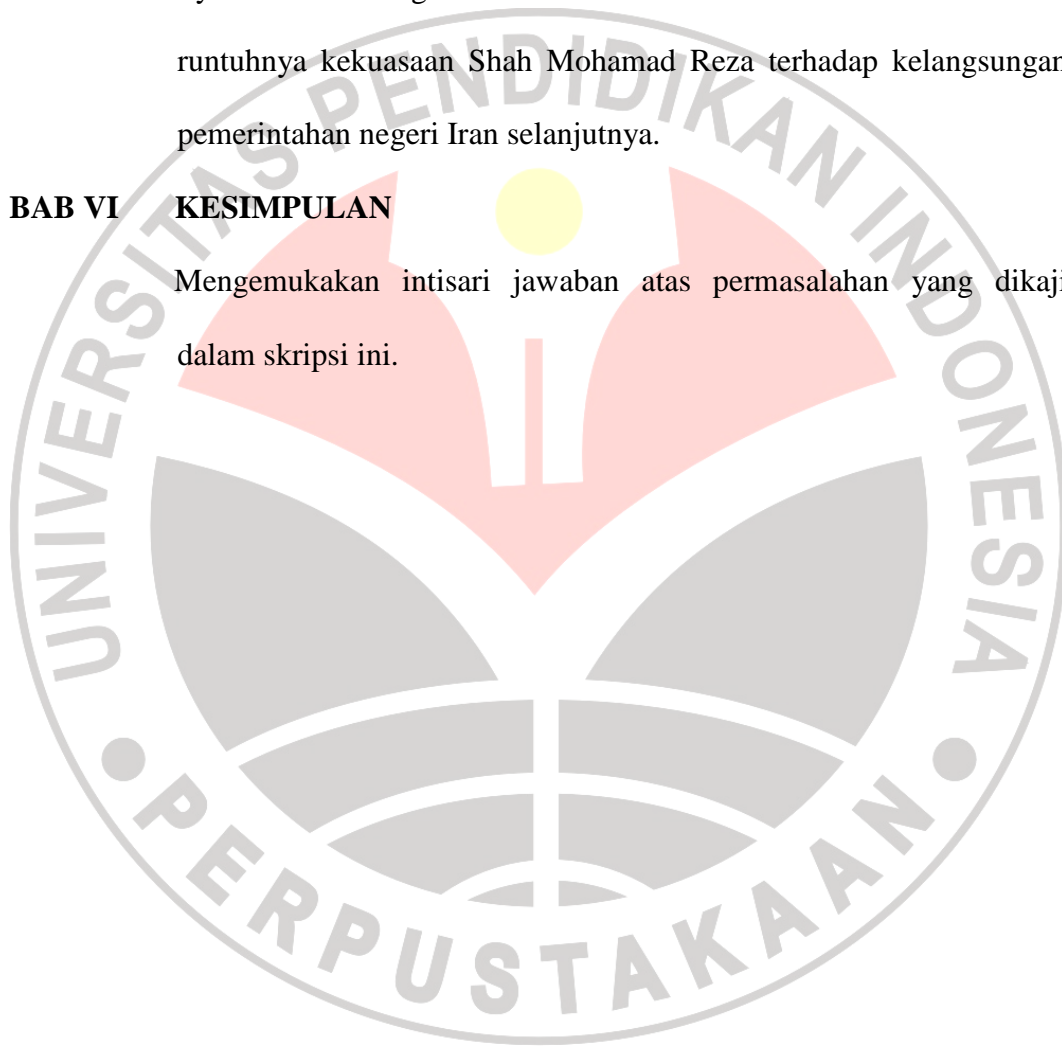 runtuhnya kekuasaan Shah Mohamad Reza terhadap kelangsungan
pemerintahan negeri Iran selanjutnya.
BAB VI KESIMPULAN
Mengemukakan intisari jawaban atas permasalahan yang dikaji
dalam skripsi ini.
UNIVERSITAS PENDIDIKAN INDONESIA
PERPUSTAKAAN